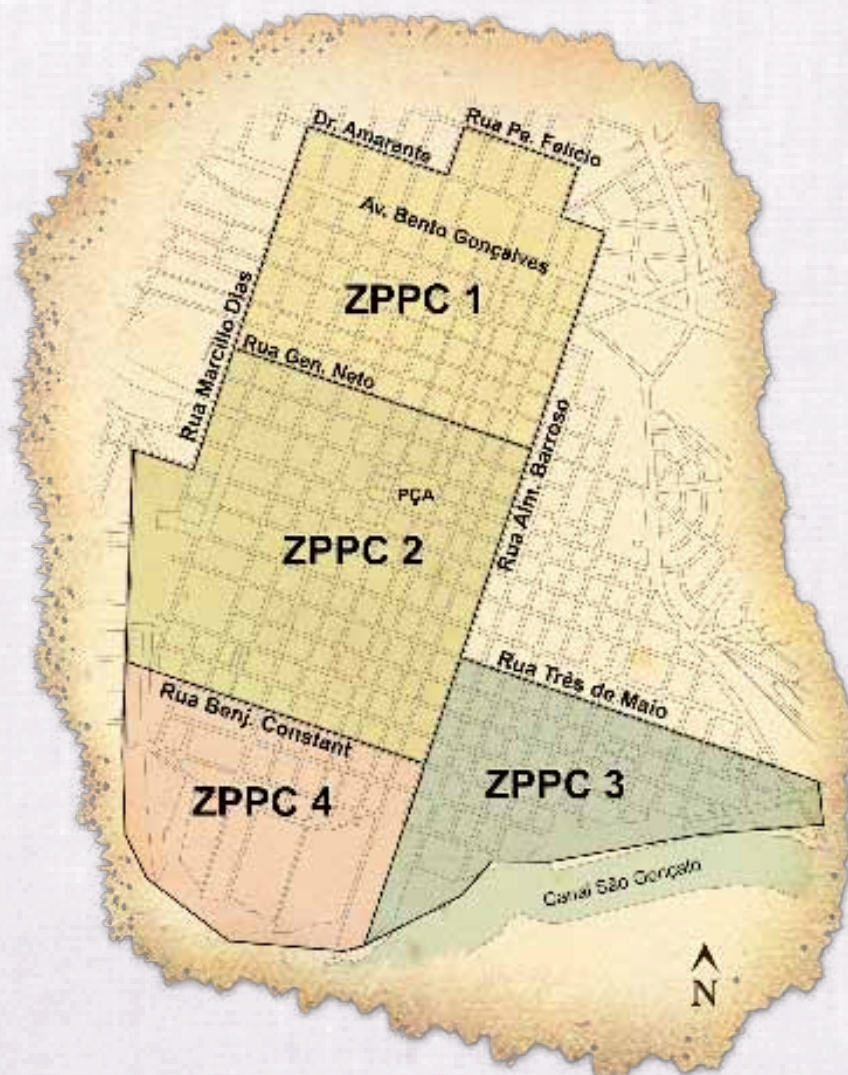 Dr. Amarante
Rua Pe. Felício
Av. Bento Gonçalves
ZPPC 1
Rua Marcilio Dias
Rua Gen. Neto
PÇA
ZPPC 2
Rua Alm. Barroso
Rua Três de Maio
Rua Benj. Constant
ZPPC 3
ZPPC 4
Canal São Gonçalo
N